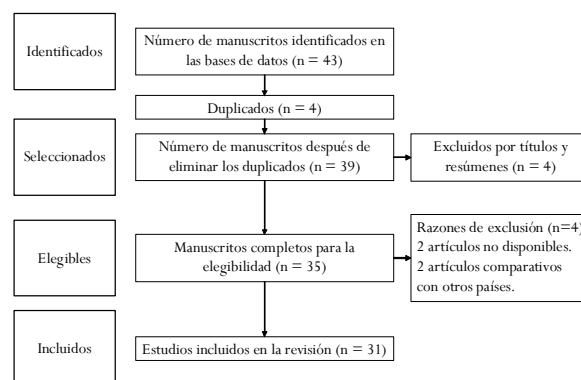 Identificados
Número de manuscritos identificados en
las bases de datos (n = 43)
Duplicados (n = 4)
Seleccionados
Número de manuscritos después de
eliminar los duplicados (n = 39)
Excluidos por títulos y
resúmenes (n = 4)
Elegibles
Manuscritos completos para la
elegibilidad (n = 35)
Razones de exclusión (n=4)
2 artículos no disponibles.
2 artículos comparativos
con otros países.
Incluidos
Estudios incluidos en la revisión (n = 31)